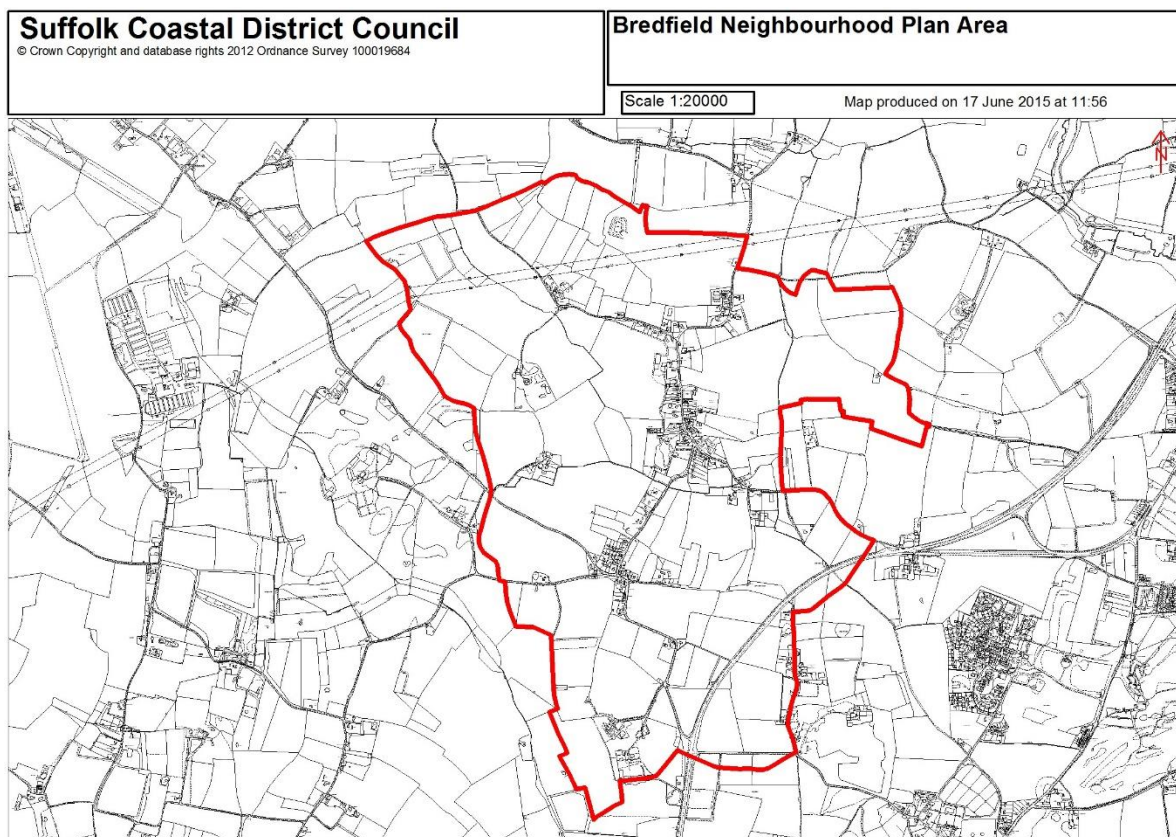 Suffolk Coastal District Council
© Crown Copyright and database rights 2012 Ordnance Survey 100019684
Bredfield Neighbourhood Plan Area
Scale 1:20000
Map produced on 17 June 2015 at 11:56
N